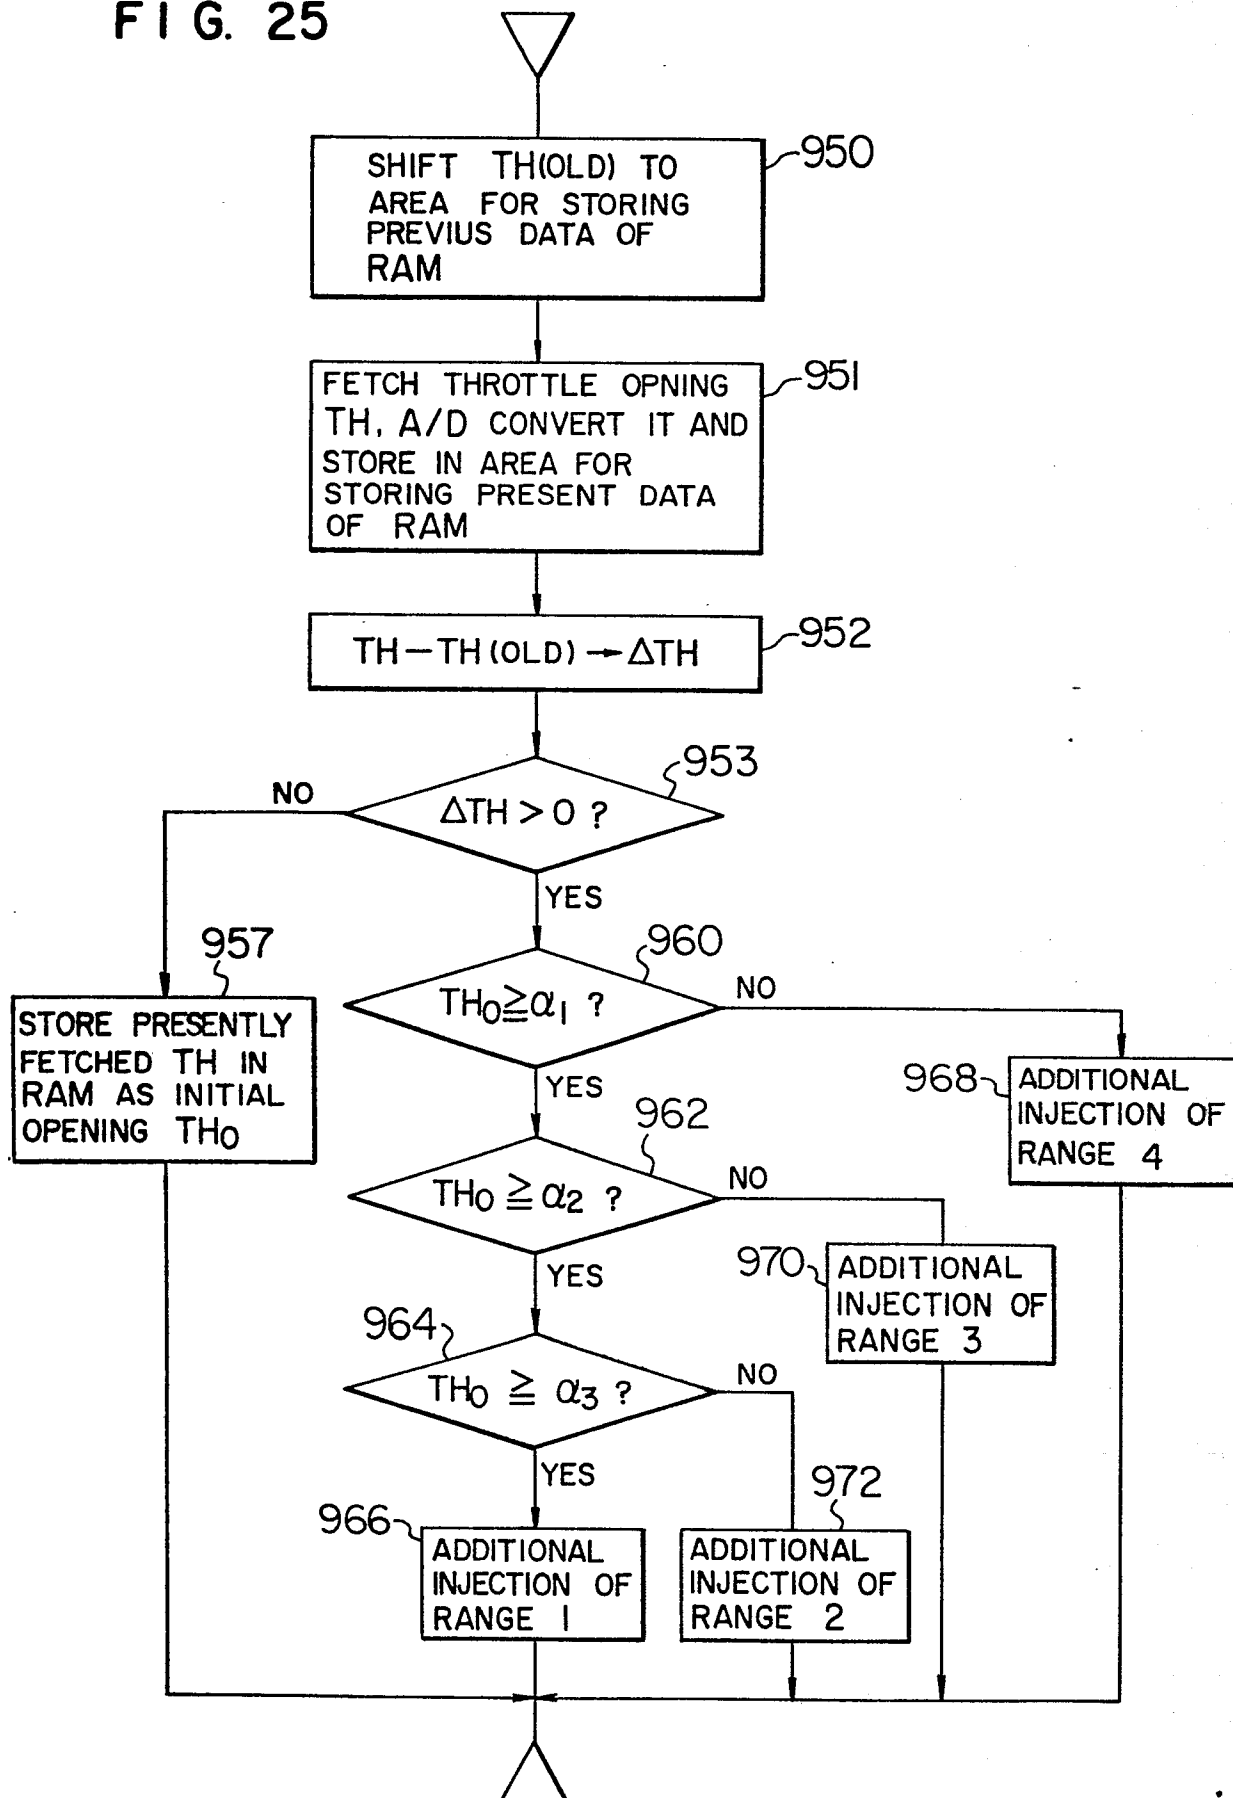 FIG. 25
950
SHIFT TH(OLD) TO
AREA FOR STORING
PREVIUS DATA OF
RAM
951
FETCH THROTTLE OPNING
TH, A/D CONVERT IT AND
STORE IN AREA FOR
STORING PRESENT DATA
OF RAM
952
TH－TH(OLD)→ΔTH
953
ΔTH > 0 ?
NO
YES
957
STORE PRESENTLY
FETCHED TH IN
RAM AS INITIAL
OPENING TH₀
960
TH₀≧α₁ ?
NO
YES
968
ADDITIONAL
INJECTION OF
RANGE 4
962
TH₀ ≧ α₂ ?
NO
YES
970
ADDITIONAL
INJECTION OF
RANGE 3
964
TH₀ ≧ α₃ ?
NO
YES
966
ADDITIONAL
INJECTION OF
RANGE 1
972
ADDITIONAL
INJECTION OF
RANGE 2